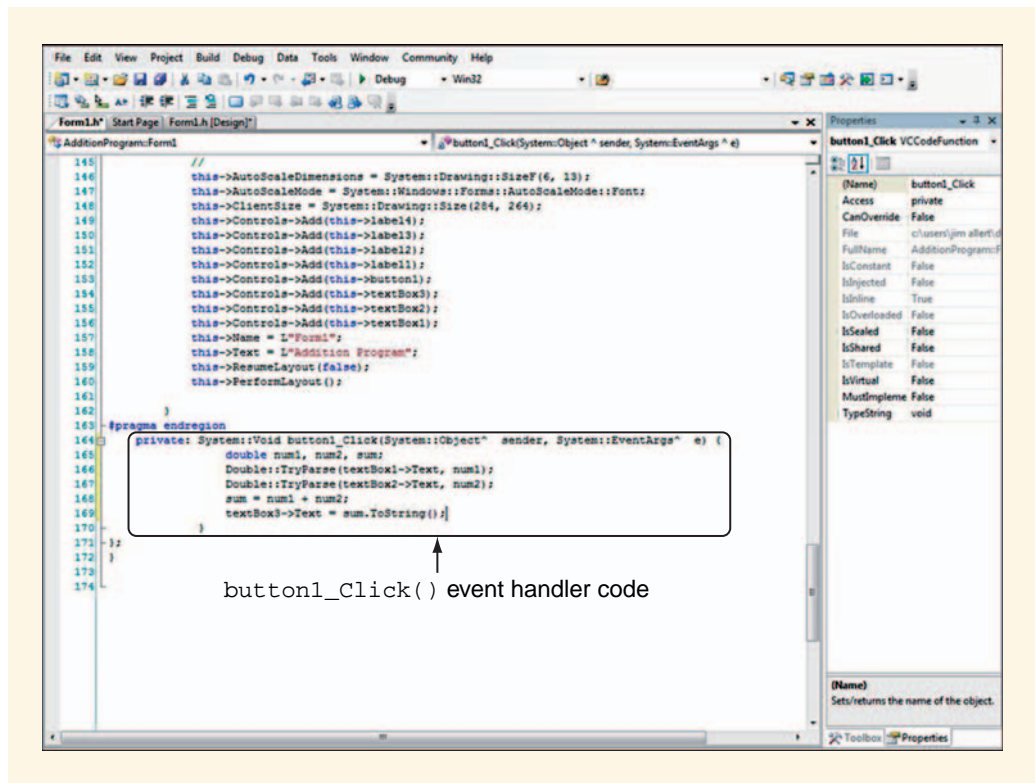 File Edit View Project Build Debug Data Tools Window Community Help
Debug Win32
Form1.h* Start Page Form1.h [Design]*
AdditionProgram::Form1 button1_Click(System::Object ^ sender, System::EventArgs ^ e)
145 //
146 this->AutoScaleDimensions = System::Drawing::SizeF(6, 13);
147 this->AutoScaleMode = System::Windows::Forms::AutoScaleMode::Font;
148 this->ClientSize = System::Drawing::Size(284, 264);
149 this->Controls->Add(this->label4);
150 this->Controls->Add(this->label3);
151 this->Controls->Add(this->label2);
152 this->Controls->Add(this->label1);
153 this->Controls->Add(this->button1);
154 this->Controls->Add(this->textBox3);
155 this->Controls->Add(this->textBox2);
156 this->Controls->Add(this->textBox1);
157 this->Name = L"Form1";
158 this->Text = L"Addition Program";
159 this->ResumeLayout(false);
160 this->PerformLayout();
161
162 }
163 #pragma endregion
164 private: System::Void button1_Click(System::Object^ sender, System::EventArgs^ e) {
165 double num1, num2, sum;
166 Double::TryParse(textBox1->Text, num1);
167 Double::TryParse(textBox2->Text, num2);
168 sum = num1 + num2;
169 textBox3->Text = sum.ToString();
170 }
171 };
172 }
173
174
button1_Click() event handler code
Properties
button1_Click VCCodeFunction
(Name) button1_Click
Access private
CanOverride False
File c:\users\jim allert\d
FullName AdditionProgram::F
IsConstant False
IsInjected False
IsInline True
IsOverloaded False
IsSealed False
IsShared False
IsTemplate False
IsVirtual False
MustImpleme False
TypeString void
(Name)
Sets/returns the name of the object.
Toolbox Properties